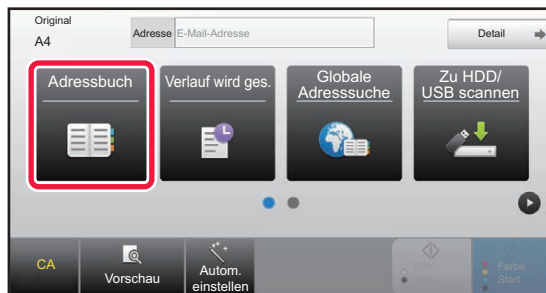 Original
A4
Adresse E-Mail-Adresse
Detail
Adressbuch
Verlauf wird ges.
Globale
Adresssuche
Zu HDD/
USB scannen
CA
Vorschau
Autom.
einstellen
S/W
Start
Farbe
Start